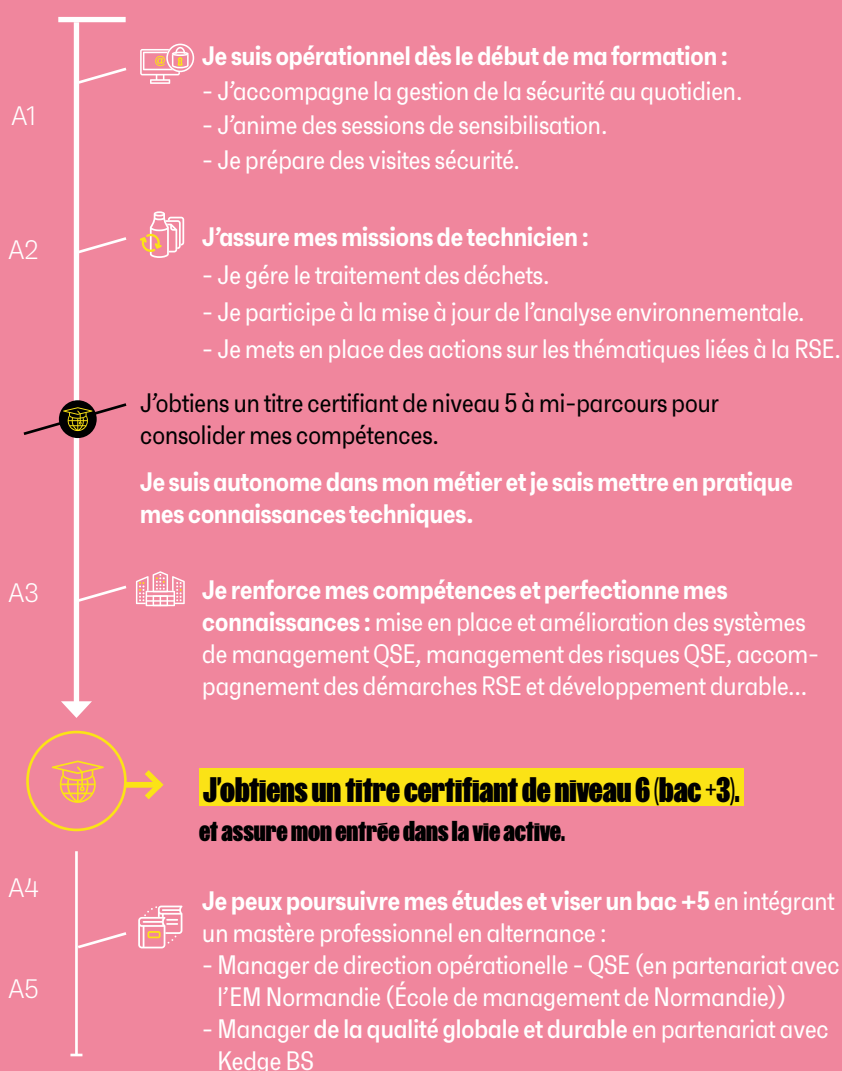 A1
Je suis opérationnel dès le début de ma formation :
- J'accompagne la gestion de la sécurité au quotidien.
- J'anime des sessions de sensibilisation.
- Je prépare des visites sécurité.
A2
J'assure mes missions de technicien :
- Je gére le traitement des déchets.
- Je participe à la mise à jour de l'analyse environnementale.
- Je mets en place des actions sur les thématiques liées à la RSE.
J'obtiens un titre certifiant de niveau 5 à mi-parcours pour
consolider mes compétences.
Je suis autonome dans mon métier et je sais mettre en pratique
mes connaissances techniques.
A3
Je renforce mes compétences et perfectionne mes
connaissances : mise en place et amélioration des systèmes
de management QSE, management des risques QSE, accom-
pagnement des démarches RSE et développement durable...
J'obtiens un titre certifiant de niveau 6 (bac +3).
et assure mon entrée dans la vie active.
A4
Je peux poursuivre mes études et viser un bac +5 en intégrant
un mastère professionnel en alternance :
- Manager de direction opérationelle - QSE (en partenariat avec
A5
l'EM Normandie (École de management de Normandie))
- Manager de la qualité globale et durable en partenariat avec
Kedge BS